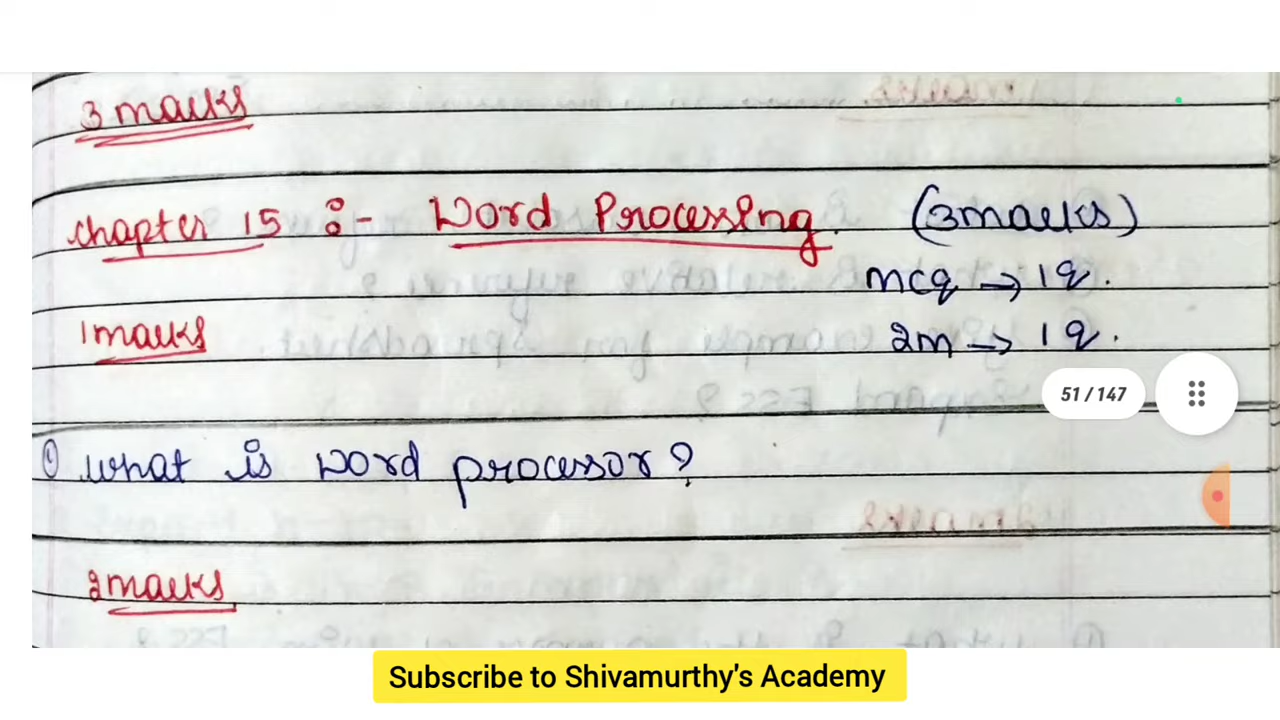 3 marks
chapter 15 :- Word Processing. (3marks)
mcq → 1q.
1marks
2m → 1q.
51 / 147
① what is word procesor?
2marks
Subscribe to Shivamurthy's Academy